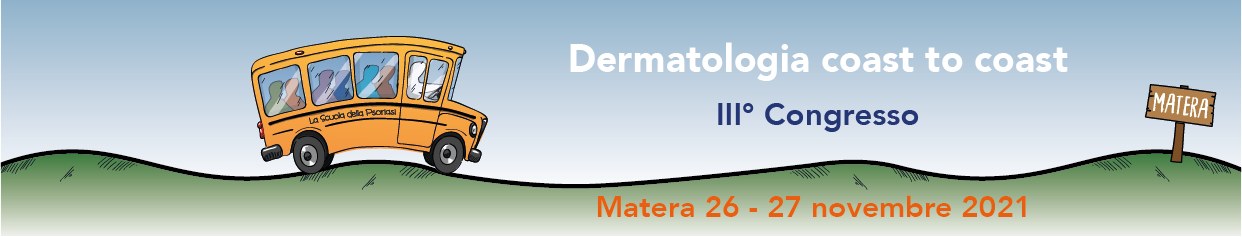 Dermatologia coast to coast
III° Congresso
MATERA
La Scuola della Psoriasi
Matera 26 - 27 novembre 2021